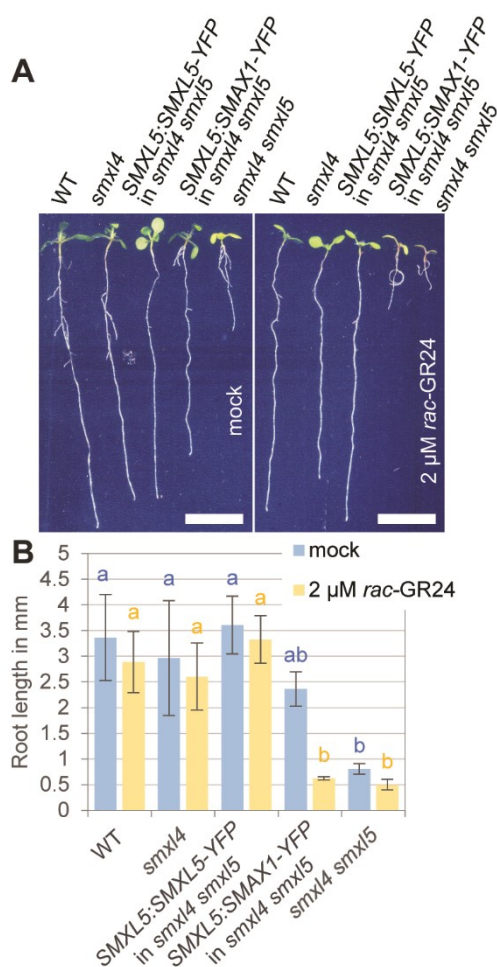 A
WT
smxl4
SMXL5:SMXL5-YFP
in smxl4 smxl5
SMXL5:SMAX1-YFP
in smxl4 smxl5
smxl4 smxl5
WT
smxl4
SMXL5:SMXL5-YFP
in smxl4 smxl5
SMXL5:SMAX1-YFP
in smxl4 smxl5
smxl4 smxl5
mock
2 µM rac-GR24
B
mock
2 µM rac-GR24
Root length in mm
5
4.5
4
3.5
3
2.5
2
1.5
1
0.5
0
a
a
a
a
a
a
ab
b
b
b
WT
smxl4
SMXL5:SMXL5-YFP
in smxl4 smxl5
SMXL5:SMAX1-YFP
in smxl4 smxl5
smxl4 smxl5